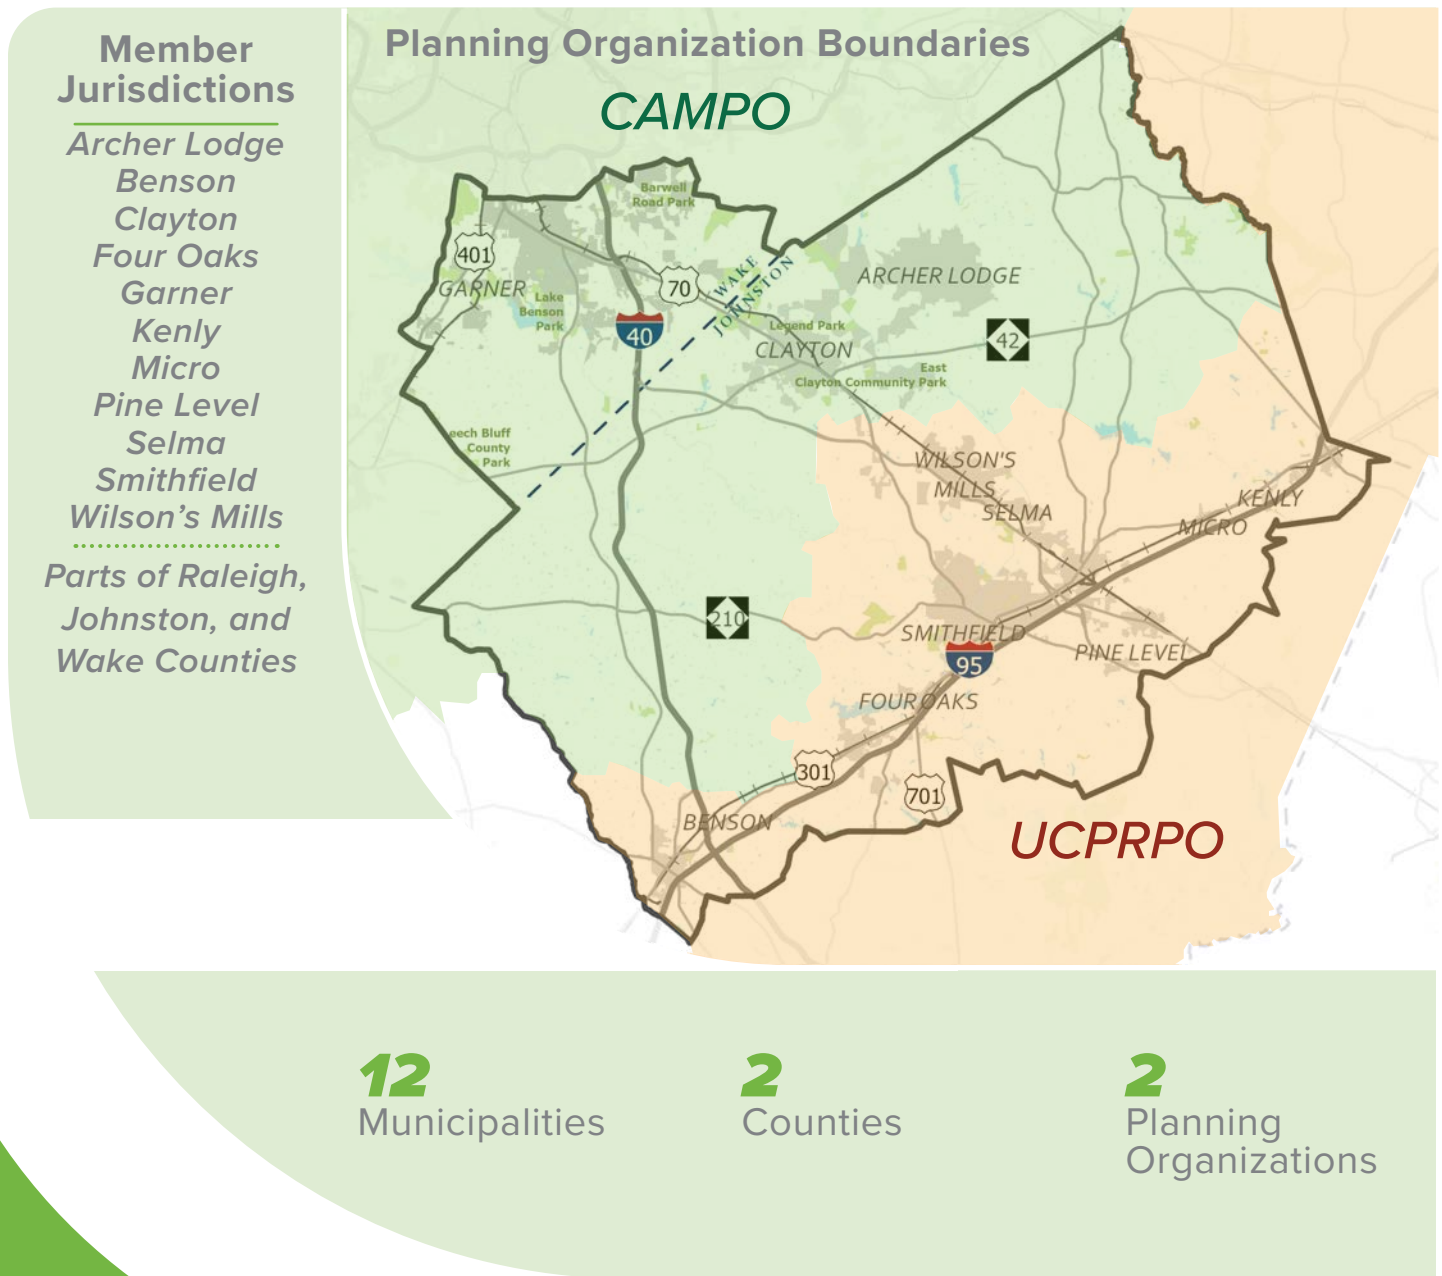 Member
Jurisdictions
Archer Lodge
Benson
Clayton
Four Oaks
Garner
Kenly
Micro
Pine Level
Selma
Smithfield
Wilson’s Mills
Parts of Raleigh,
Johnston, and
Wake Counties
Planning Organization Boundaries
CAMPO
Barwell
Road Park
401
GARNER
70
WAKE
JOHNSTON
ARCHER LODGE
Lake
Benson
Park
40
Legend Park
CLAYTON
42
East
Clayton Community Park
eech Bluff
County
Park
WILSON'S
MILLS
SELMA
KENLY
MICRO
210
SMITHFIELD
95
PINE LEVEL
FOUR OAKS
301
701
BENSON
UCPRPO
12
Municipalities
2
Counties
2
Planning
Organizations